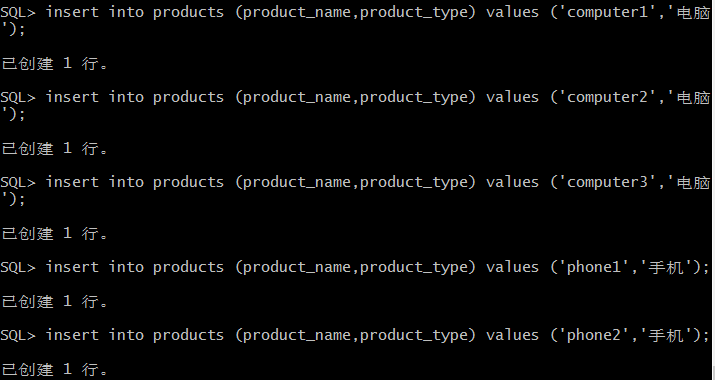 SQL> insert into products (product_name,product_type) values ('computer1','电脑
');
已创建 1 行。
SQL> insert into products (product_name,product_type) values ('computer2','电脑
');
已创建 1 行。
SQL> insert into products (product_name,product_type) values ('computer3','电脑
');
已创建 1 行。
SQL> insert into products (product_name,product_type) values ('phone1','手机');
已创建 1 行。
SQL> insert into products (product_name,product_type) values ('phone2','手机');
已创建 1 行。